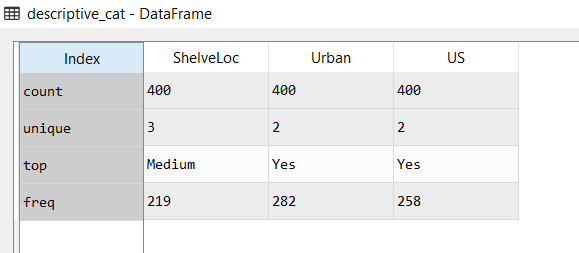 descriptive_cat - DataFrame
Index ShelveLoc Urban US
count 400 400 400
unique 3 2 2
top Medium Yes Yes
freq 219 282 258